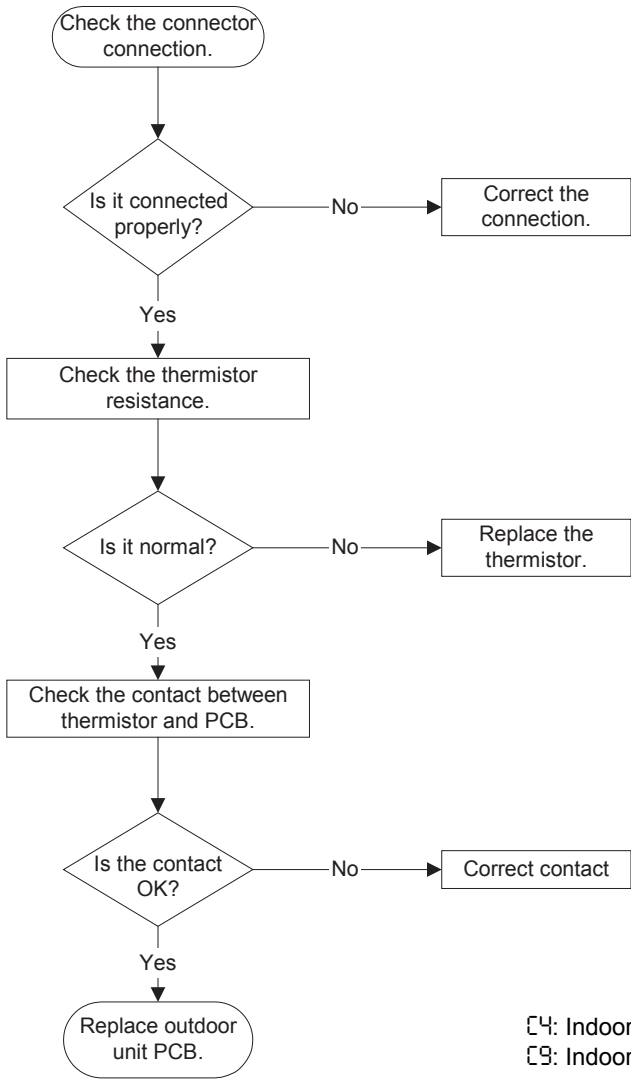 Check the connector
connection.
Is it connected
properly?
No
Correct the
connection.
Yes
Check the thermistor
resistance.
Is it normal?
No
Replace the
thermistor.
Yes
Check the contact between
thermistor and PCB.
Is the contact
OK?
No
Correct contact
Yes
Replace outdoor
unit PCB.
C4: Indoor
C9: Indoor